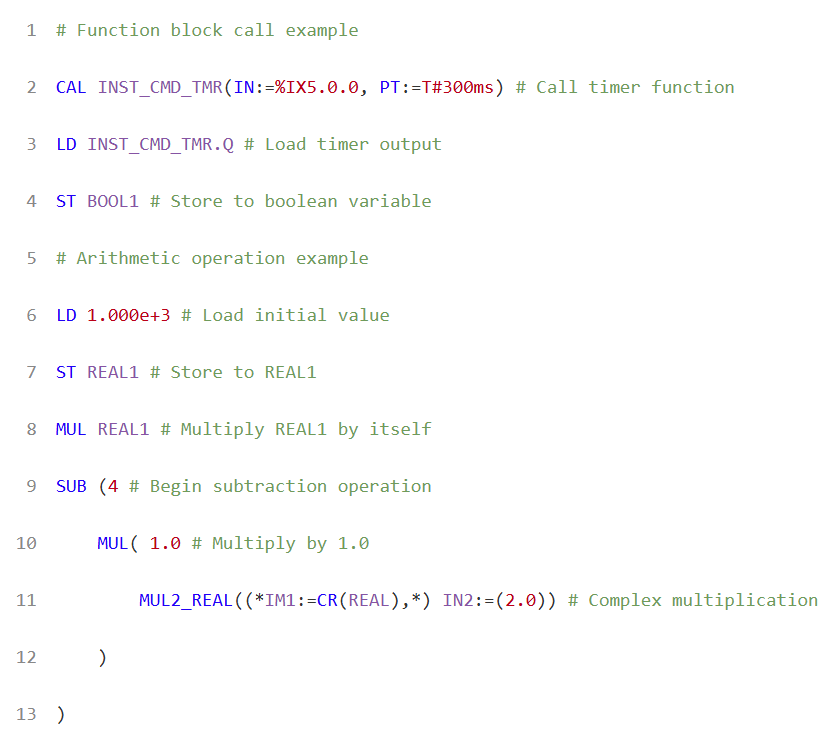 1 # Function block call example
2 CAL INST_CMD_TMR(IN:=%IX5.0.0, PT:=T#300ms) # Call timer function
3 LD INST_CMD_TMR.Q # Load timer output
4 ST BOOL1 # Store to boolean variable
5 # Arithmetic operation example
6 LD 1.000e+3 # Load initial value
7 ST REAL1 # Store to REAL1
8 MUL REAL1 # Multiply REAL1 by itself
9 SUB (4 # Begin subtraction operation
10     MUL( 1.0 # Multiply by 1.0
11         MUL2_REAL((*IM1:=CR(REAL),*) IN2:=(2.0)) # Complex multiplication
12     )
13 )